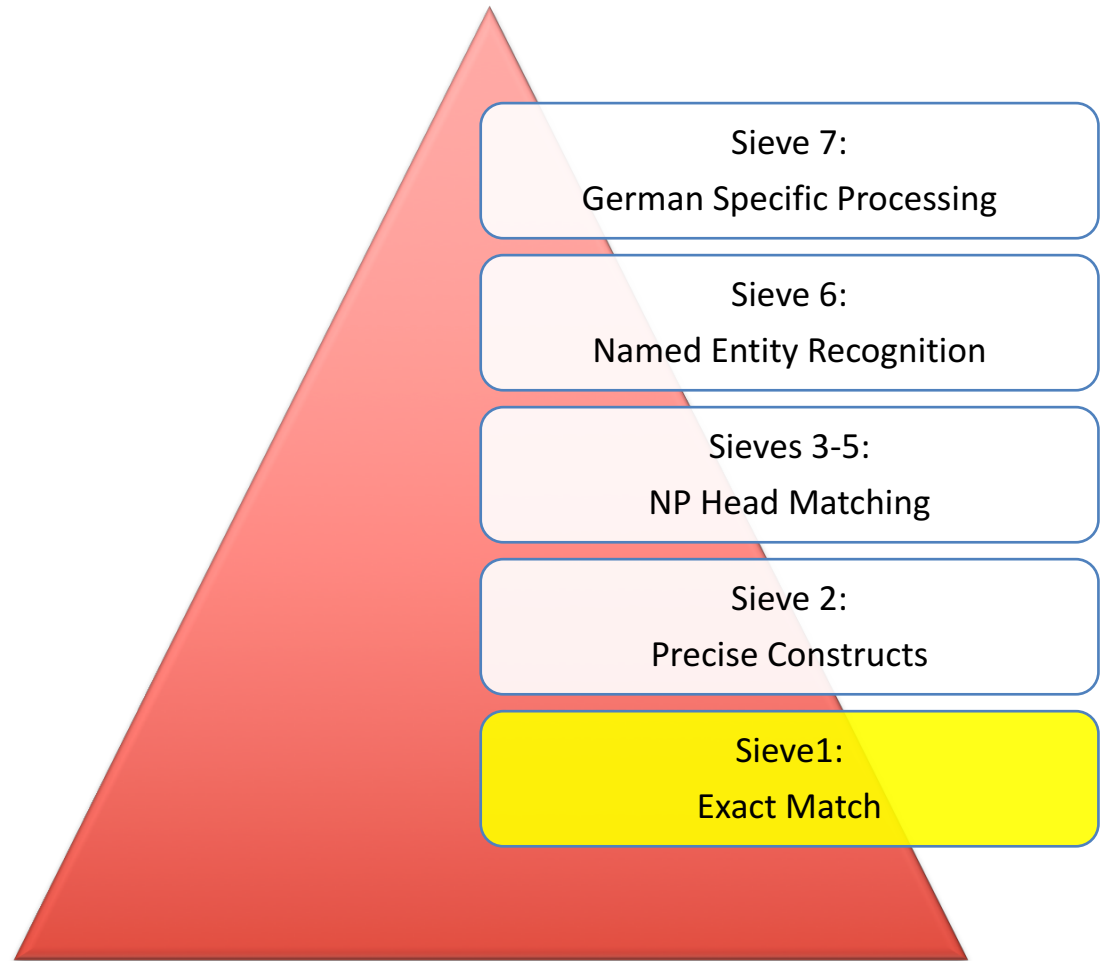 Sieve 7:
German Specific Processing
Sieve 6:
Named Entity Recognition
Sieves 3-5:
NP Head Matching
Sieve 2:
Precise Constructs
Sieve1:
Exact Match